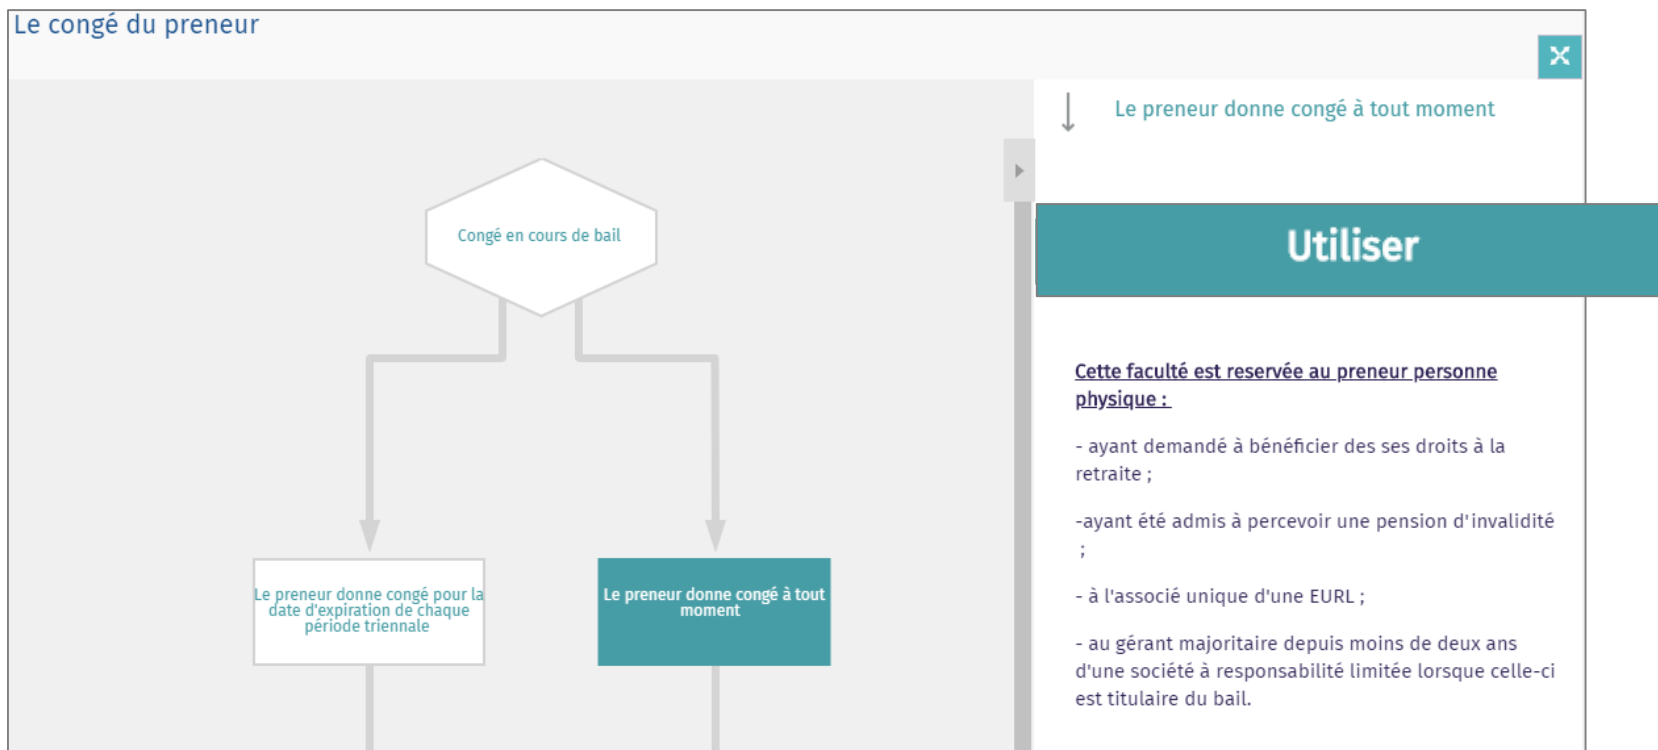 Le congé du preneur
Le preneur donne congé à tout moment
Utiliser
Congé en cours de bail
Le preneur donne congé pour la
date d'expiration de chaque
période triennale
Le preneur donne congé à tout
moment
Cette faculté est reservée au preneur personne
physique :
- ayant demandé à bénéficier des ses droits à la
retraite ;
-ayant été admis à percevoir une pension d'invalidité
;
- à l'associé unique d'une EURL ;
- au gérant majoritaire depuis moins de deux ans
d'une société à responsabilité limitée lorsque celle-ci
est titulaire du bail.